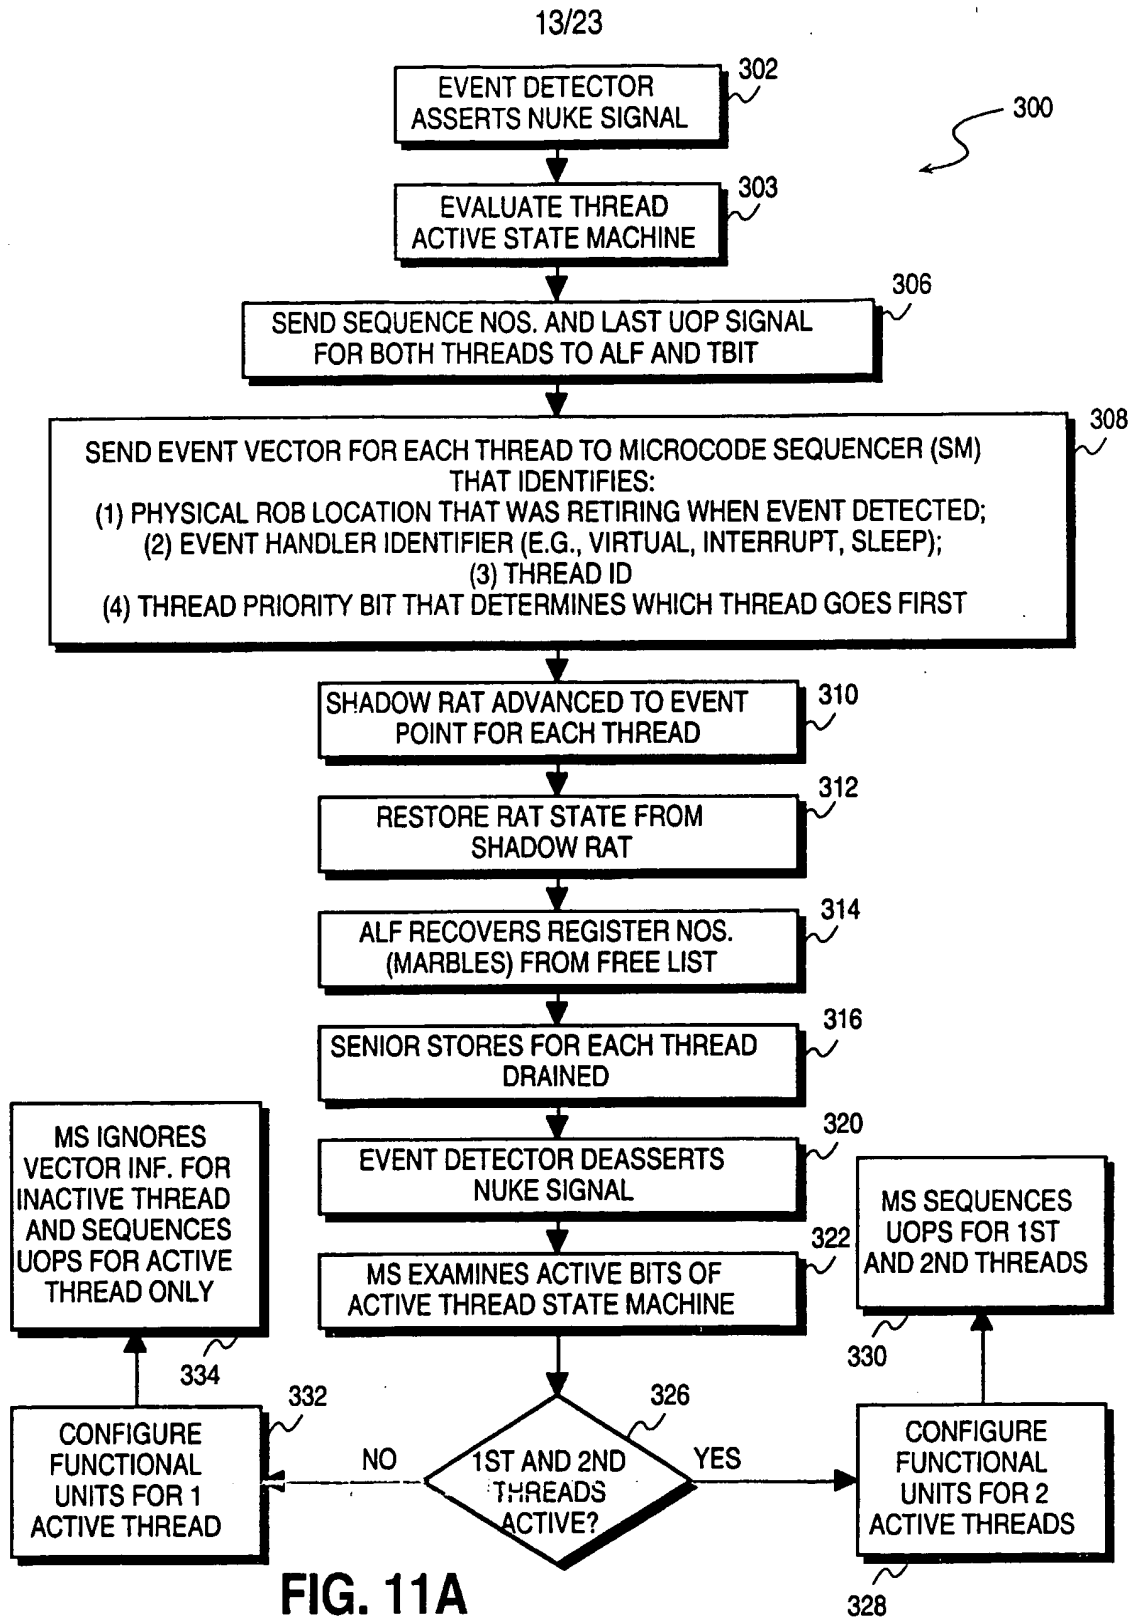 13/23
EVENT DETECTOR
ASSERTS NUKE SIGNAL
302
300
EVALUATE THREAD
ACTIVE STATE MACHINE
303
SEND SEQUENCE NOS. AND LAST UOP SIGNAL
FOR BOTH THREADS TO ALF AND TBIT
306
SEND EVENT VECTOR FOR EACH THREAD TO MICROCODE SEQUENCER (SM)
THAT IDENTIFIES:
(1) PHYSICAL ROB LOCATION THAT WAS RETIRING WHEN EVENT DETECTED;
(2) EVENT HANDLER IDENTIFIER (E.G., VIRTUAL, INTERRUPT, SLEEP);
(3) THREAD ID
(4) THREAD PRIORITY BIT THAT DETERMINES WHICH THREAD GOES FIRST
308
SHADOW RAT ADVANCED TO EVENT
POINT FOR EACH THREAD
310
RESTORE RAT STATE FROM
SHADOW RAT
312
ALF RECOVERS REGISTER NOS.
(MARBLES) FROM FREE LIST
314
SENIOR STORES FOR EACH THREAD
DRAINED
316
EVENT DETECTOR DEASSERTS
NUKE SIGNAL
320
MS EXAMINES ACTIVE BITS OF
ACTIVE THREAD STATE MACHINE
322
1ST AND 2ND
THREADS
ACTIVE?
326
NO
YES
CONFIGURE
FUNCTIONAL
UNITS FOR 1
ACTIVE THREAD
332
MS IGNORES
VECTOR INF. FOR
INACTIVE THREAD
AND SEQUENCES
UOPS FOR ACTIVE
THREAD ONLY
334
CONFIGURE
FUNCTIONAL
UNITS FOR 2
ACTIVE THREADS
328
MS SEQUENCES
UOPS FOR 1ST
AND 2ND THREADS
330
FIG. 11A